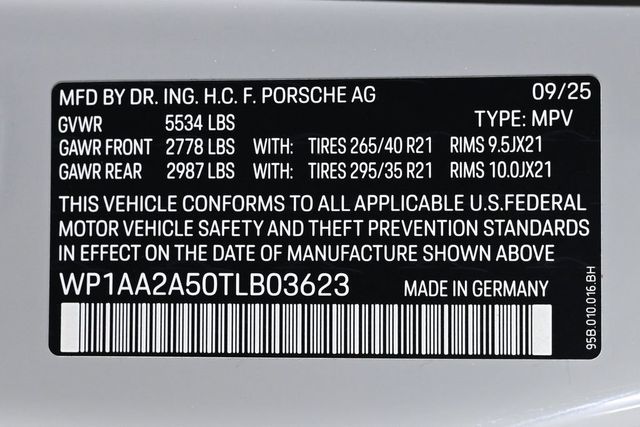 MFD BY DR. ING. H.C. F. PORSCHE AG 09/25
GVWR 5534 LBS TYPE: MPV
GAWR FRONT 2778 LBS WITH: TIRES 265/40 R21 RIMS 9.5JX21
GAWR REAR 2987 LBS WITH: TIRES 295/35 R21 RIMS 10.0JX21
THIS VEHICLE CONFORMS TO ALL APPLICABLE U.S.FEDERAL
MOTOR VEHICLE SAFETY AND THEFT PREVENTION STANDARDS
IN EFFECT ON THE DATE OF MANUFACTURE SHOWN ABOVE
WP1AA2A50TLB03623 MADE IN GERMANY
95B.010.016.BH